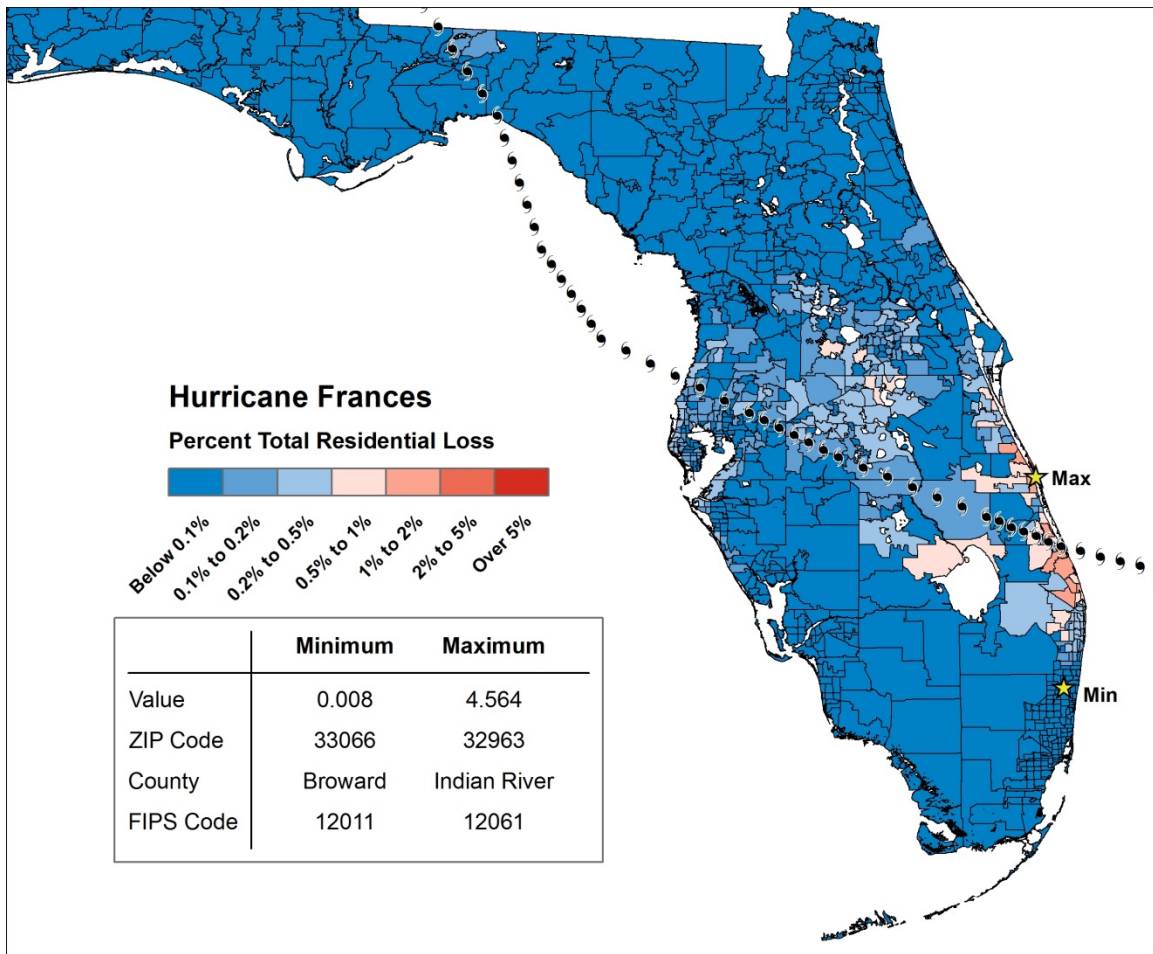 Hurricane Frances
Percent Total Residential Loss
Below 0.1%
0.1% to 0.2%
0.2% to 0.5%
0.5% to 1%
1% to 2%
2% to 5%
Over 5%
Minimum Maximum
Value 0.008 4.564
ZIP Code 33066 32963
County Broward Indian River
FIPS Code 12011 12061
Max
Min